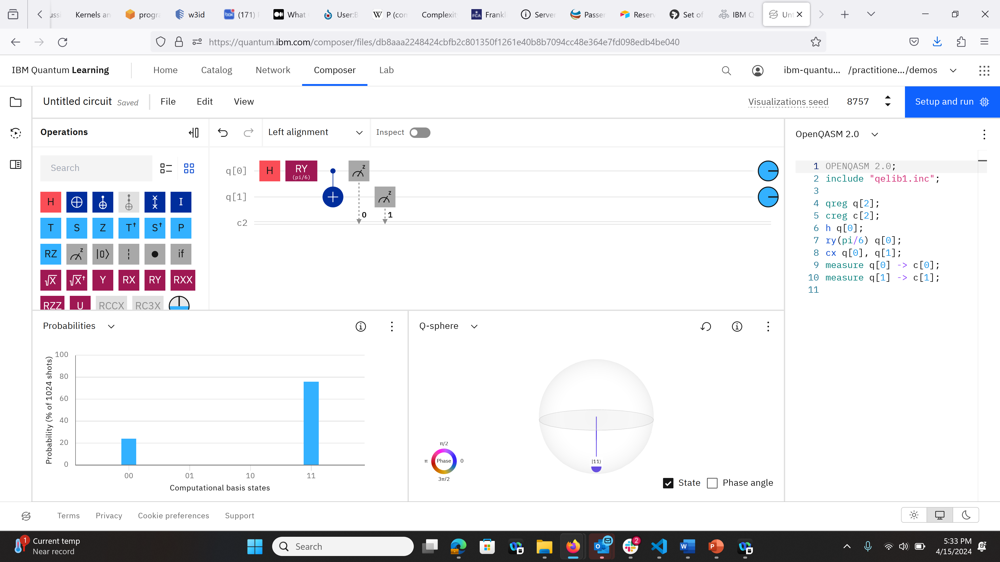 ussi Kernels an progra w3id (171) F What User:B P (con Complexit Frankl Server Passer Reserv Set of IBM Q Unt
https://quantum.ibm.com/composer/files/db8aaa2248424cbfb2c801350f1261e40b8b7094cc48e364e7fd098edb4be040
IBM Quantum Learning Home Catalog Network Composer Lab ibm-quantu... /practitione.../demos
Untitled circuit Saved File Edit View Visualizations seed 8757 Setup and run
Operations Left alignment Inspect
Search
H I
T S Z T† S† P
RZ z |0⟩ if
√X √X† Y RX RY RXX
RZZ U RCCX RC3X
q[0] H RY (pi/6) z
q[1] z
0 1
c2
OpenQASM 2.0
1 OPENQASM 2.0;
2 include "qelib1.inc";
3
4 qreg q[2];
5 creg c[2];
6 h q[0];
7 ry(pi/6) q[0];
8 cx q[0], q[1];
9 measure q[0] -> c[0];
10 measure q[1] -> c[1];
11
Probabilities
Probability (% of 1024 shots)
100
80
60
40
20
0
00 01 10 11
Computational basis states
Q-sphere
π/2
π Phase 0
3π/2
|11⟩
State Phase angle
Terms Privacy Cookie preferences Support
1 Current temp
Near record
Search
2
5:33 PM
4/15/2024